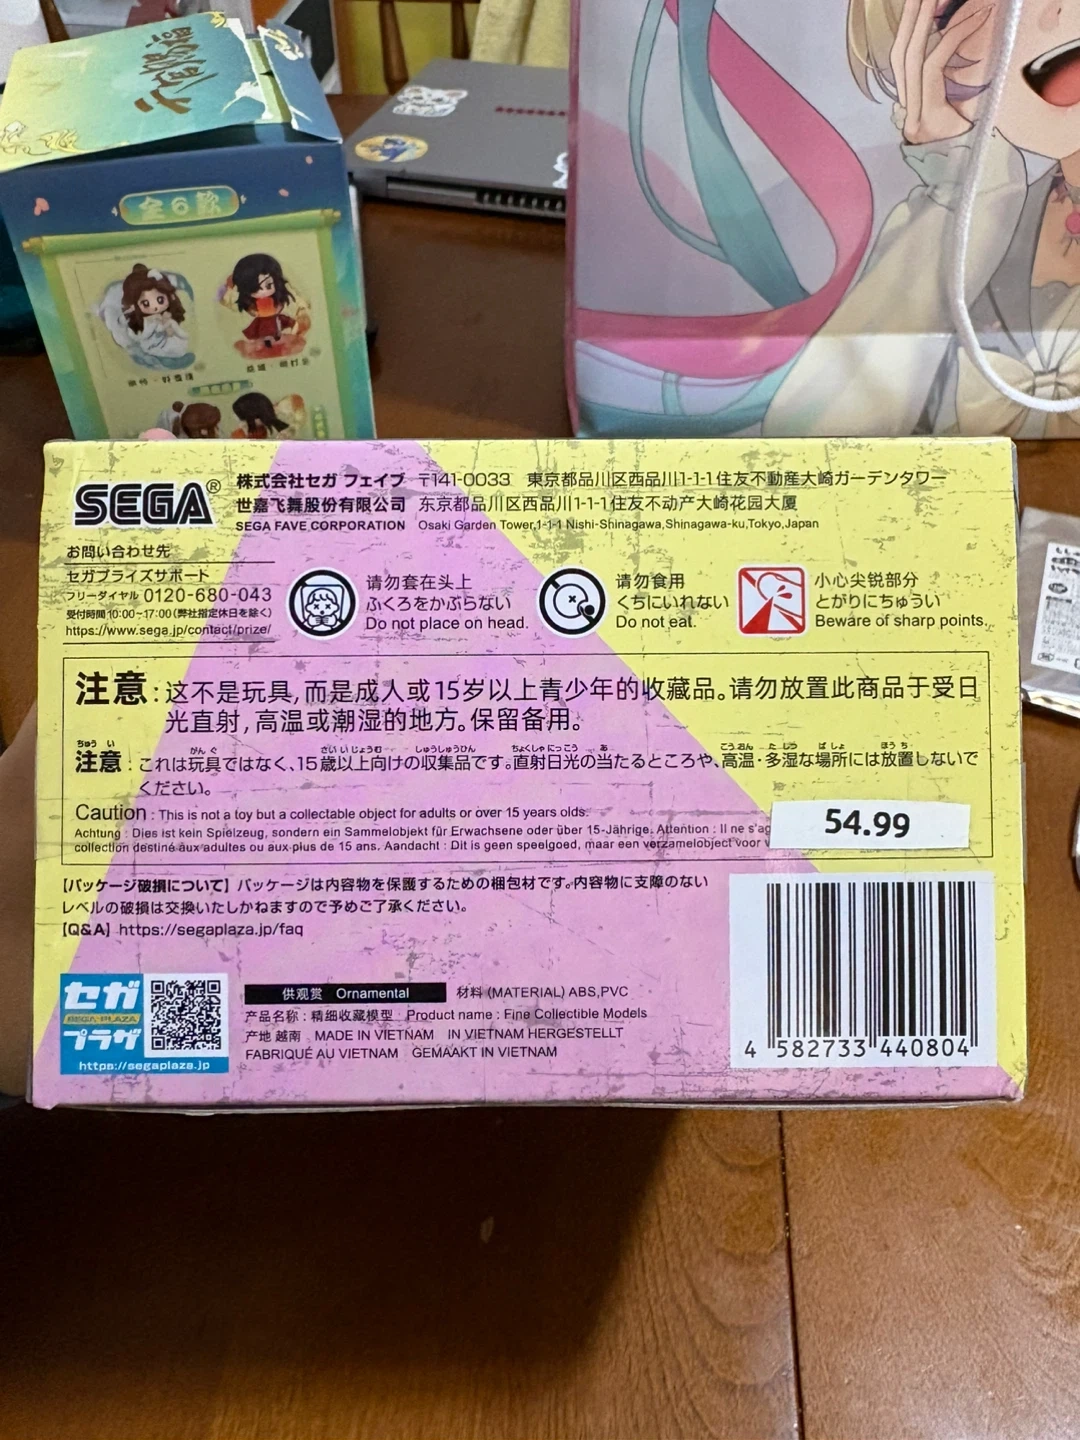 全6款
SEGA®
株式会社セガ フェイブ 〒141-0033 東京都品川区西品川1-1-1住友不動産大崎ガーデンタワー
世嘉飞舞股份有限公司 东京都品川区西品川1-1-1住友不动产大崎花园大厦
SEGA FAVE CORPORATION Osaki Garden Tower,1-1-1 Nishi-Shinagawa,Shinagawa-ku,Tokyo,Japan
お問い合わせ先
セガプライズサポート
フリーダイヤル 0120-680-043
受付時間10:00~17:00(弊社指定休日を除く)
https://www.sega.jp/contact/prize/
请勿套在头上
ふくろをかぶらない
Do not place on head.
请勿食用
くちにいれない
Do not eat.
小心尖锐部分
とがりにちゅうい
Beware of sharp points.
注意:这不是玩具,而是成人或15岁以上青少年的收藏品。请勿放置此商品于受日
光直射,高温或潮湿的地方。保留备用。
注意:これは玩具ではなく、15歳以上向けの収集品です。直射日光の当たるところや、高温・多湿な場所には放置しないで
ください。
Caution : This is not a toy but a collectable object for adults or over 15 years olds.
Achtung : Dies ist kein Spielzeug, sondern ein Sammelobjekt für Erwachsene oder über 15-Jährige. Attention : Il ne s'ag
collection destiné aux adultes ou aux plus de 15 ans. Aandacht : Dit is geen speelgoed, maar een verzamelobject voor v
54.99
【パッケージ破損について】パッケージは内容物を保護するための梱包材です。内容物に支障のない
レベルの破損は交換いたしかねますので予めご了承ください。
【Q&A】https://segaplaza.jp/faq
セガ
SEGA PLAZA
プラザ
https://segaplaza.jp
供观赏 Ornamental 材料 (MATERIAL) ABS,PVC
产品名称:精细收藏模型 Product name : Fine Collectible Models
产地 越南 MADE IN VIETNAM IN VIETNAM HERGESTELLT
FABRIQUÉ AU VIETNAM GEMAAKT IN VIETNAM
4 582733 440804